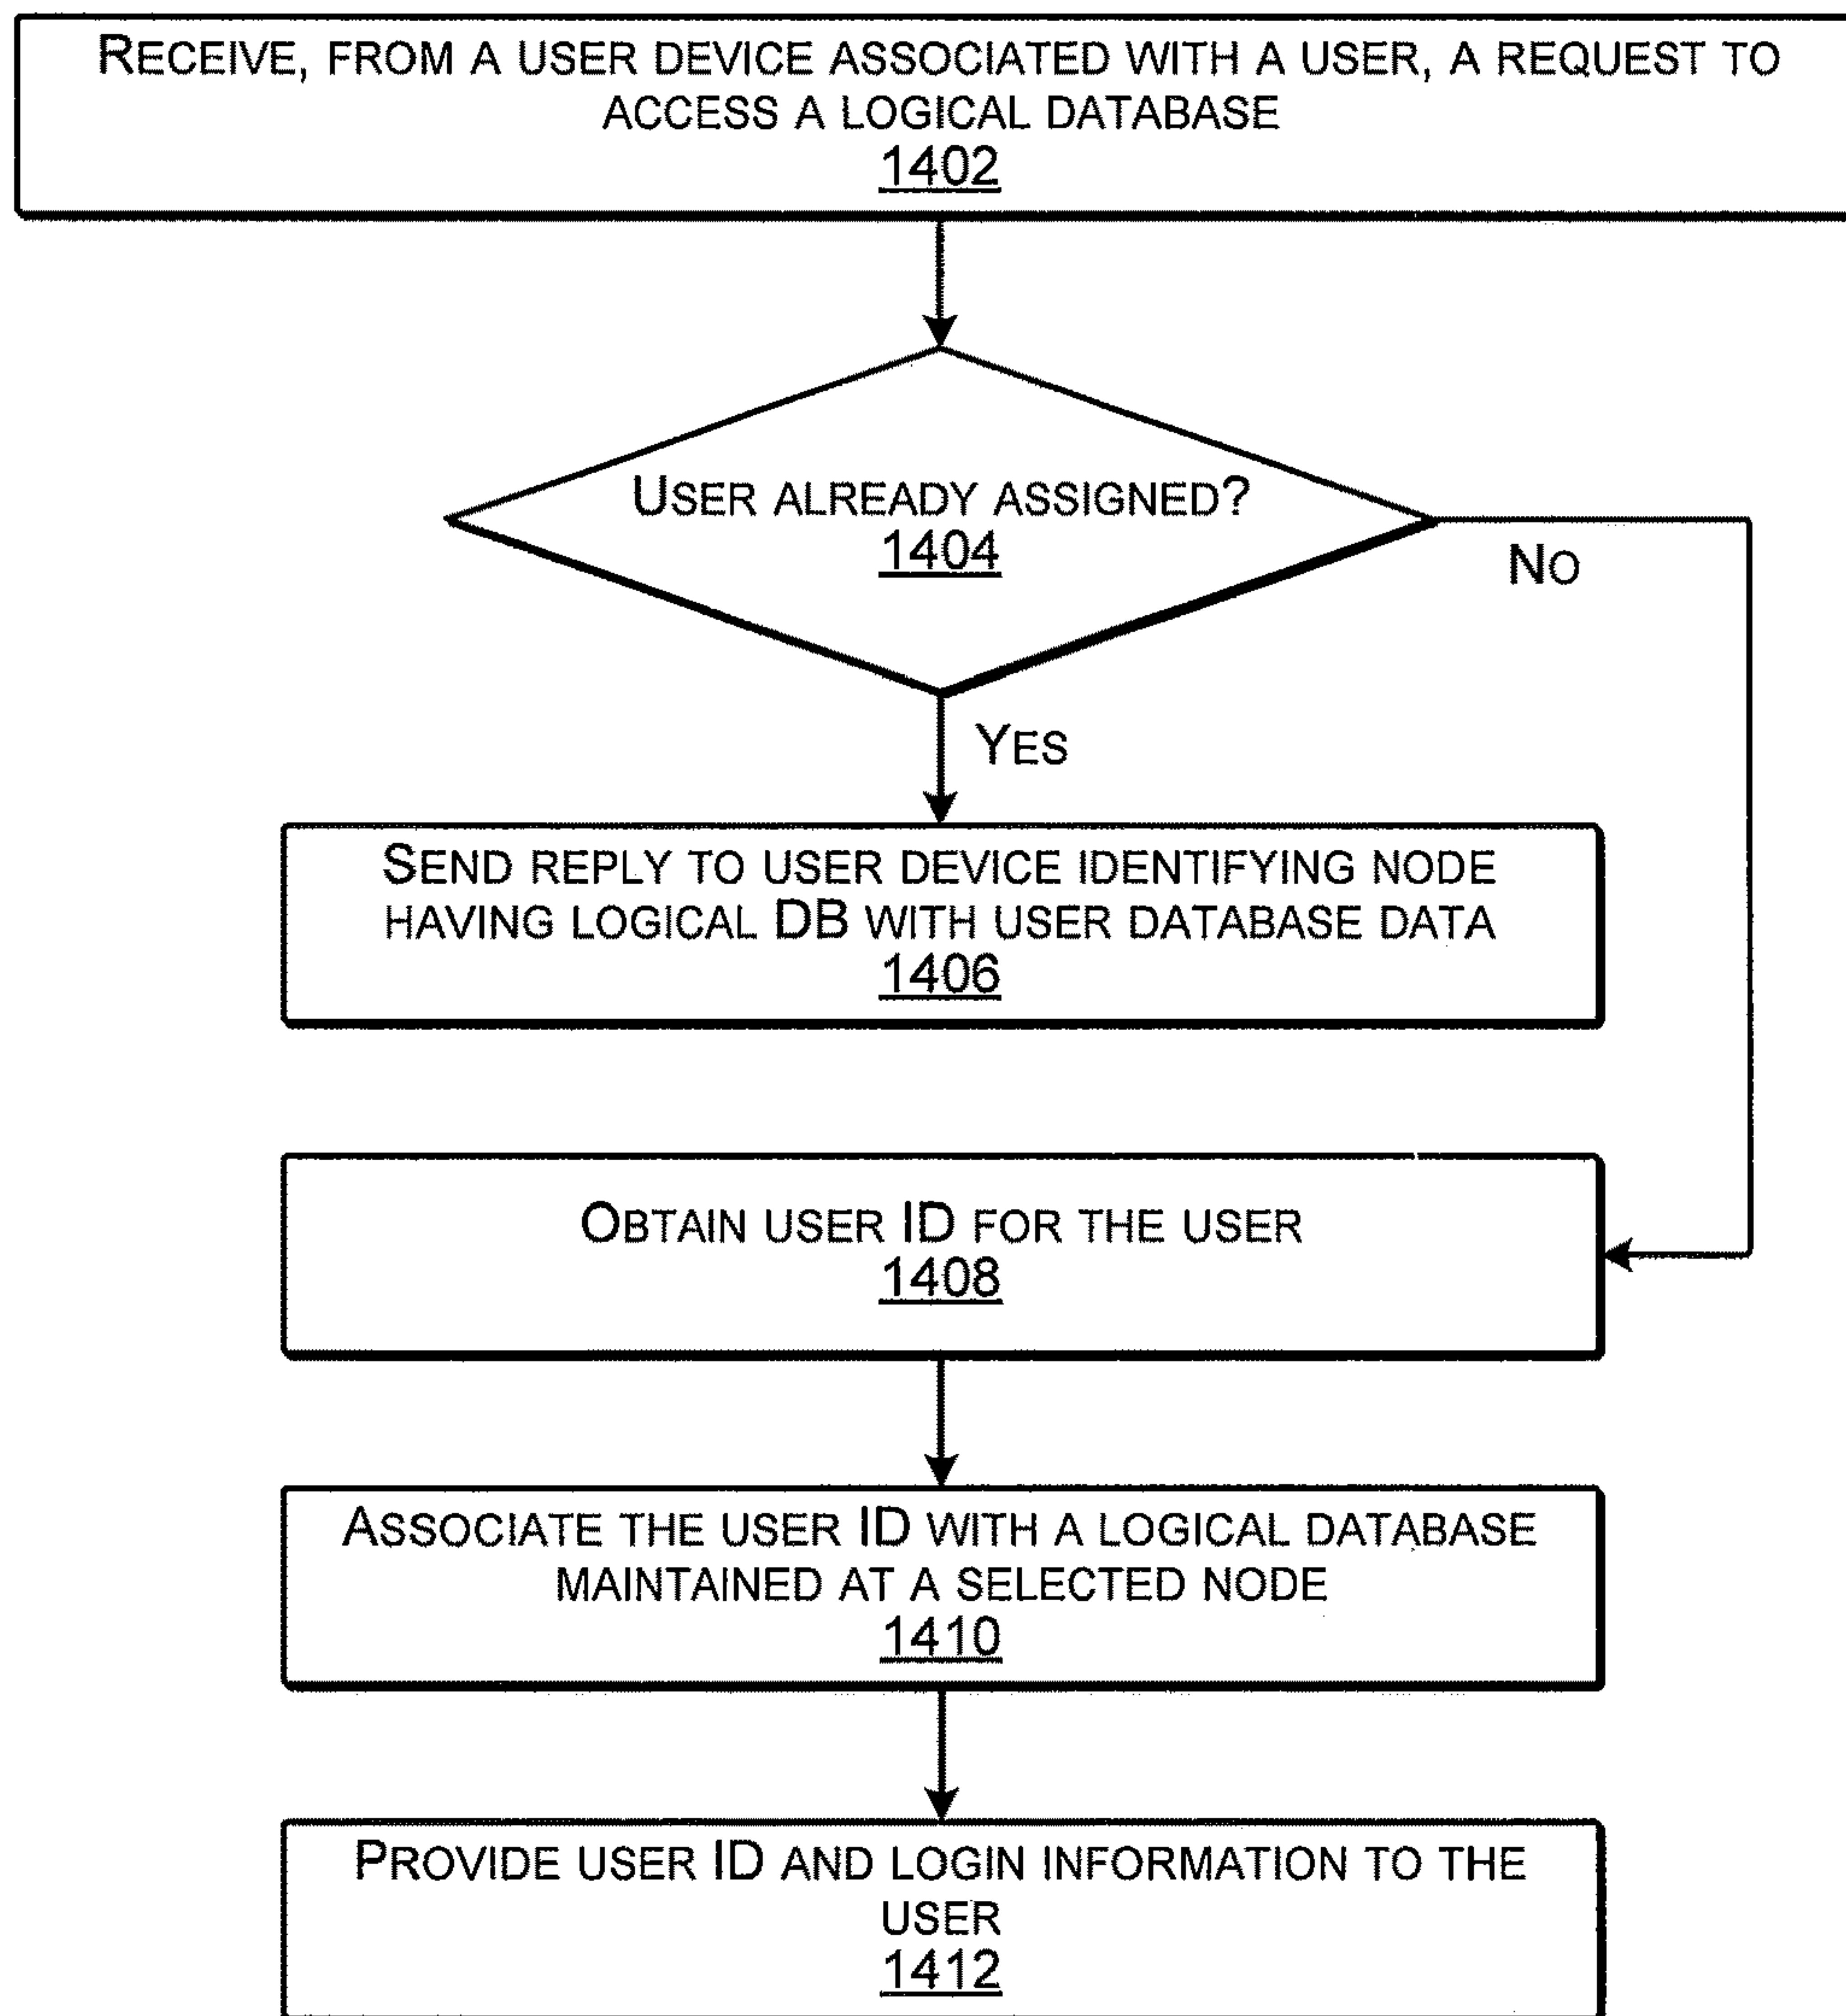 RECEIVE, FROM A USER DEVICE ASSOCIATED WITH A USER, A REQUEST TO
ACCESS A LOGICAL DATABASE
1402
USER ALREADY ASSIGNED?
1404
NO
YES
SEND REPLY TO USER DEVICE IDENTIFYING NODE
HAVING LOGICAL DB WITH USER DATABASE DATA
1406
OBTAIN USER ID FOR THE USER
1408
ASSOCIATE THE USER ID WITH A LOGICAL DATABASE
MAINTAINED AT A SELECTED NODE
1410
PROVIDE USER ID AND LOGIN INFORMATION TO THE
USER
1412